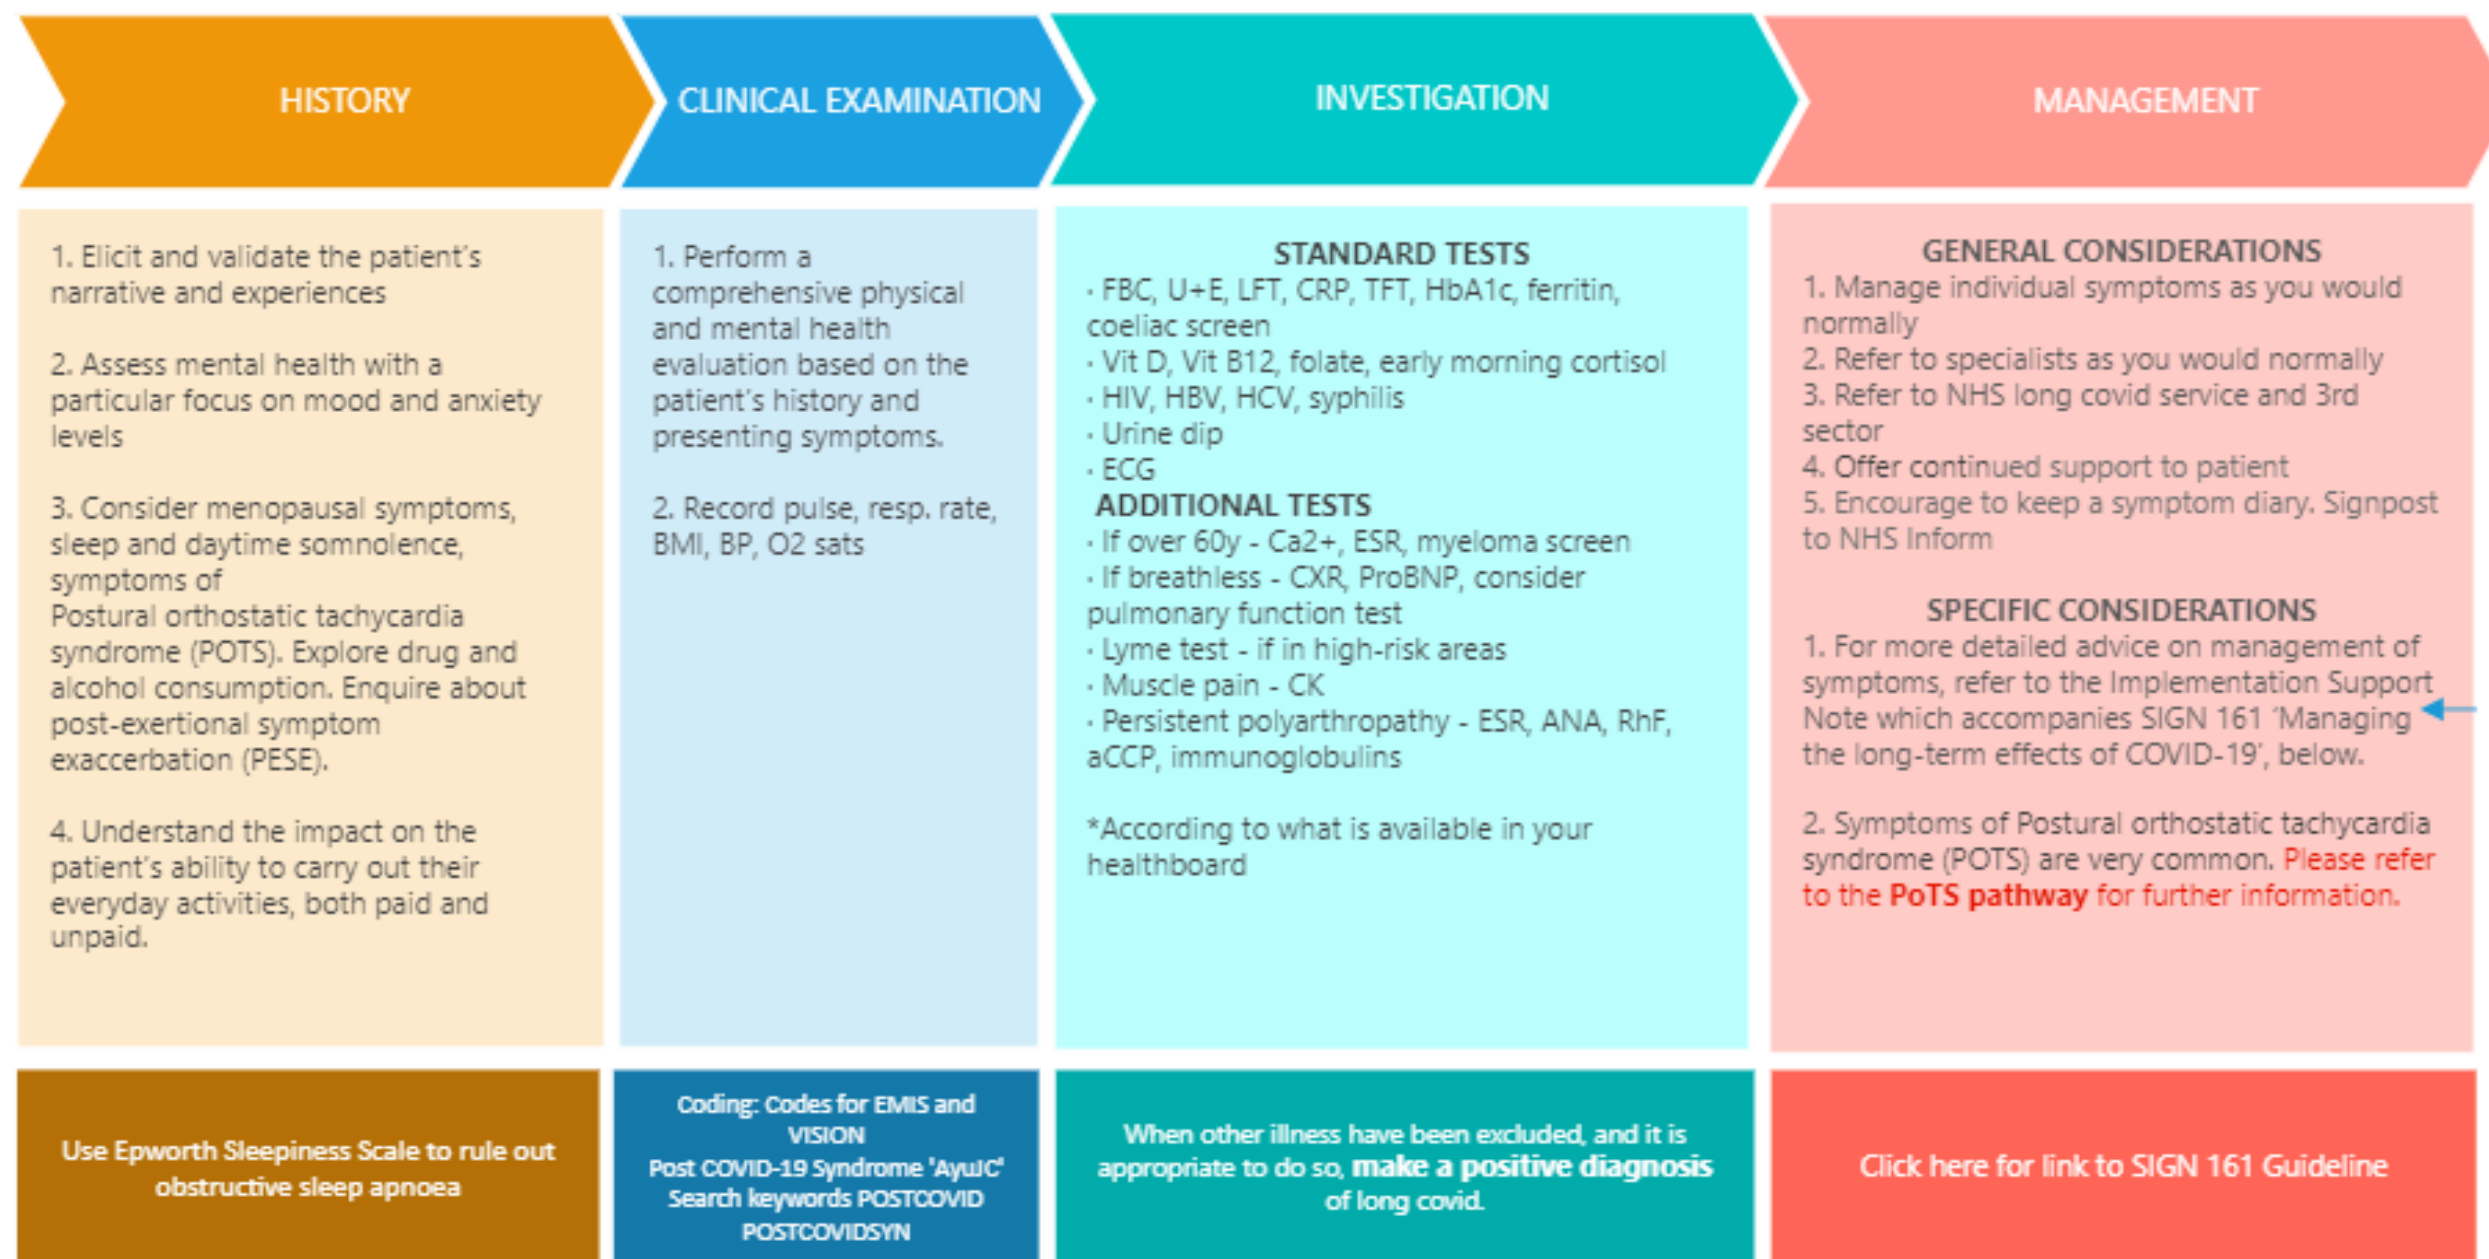 HISTORY
CLINICAL EXAMINATION
INVESTIGATION
MANAGEMENT
1. Elicit and validate the patient's
narrative and experiences
2. Assess mental health with a
particular focus on mood and anxiety
levels
3. Consider menopausal symptoms,
sleep and daytime somnolence,
symptoms of
Postural orthostatic tachycardia
syndrome (POTS). Explore drug and
alcohol consumption. Enquire about
post-exertional symptom
exaccerbation (PESE).
4. Understand the impact on the
patient's ability to carry out their
everyday activities, both paid and
unpaid.
Use Epworth Sleepiness Scale to rule out
obstructive sleep apnoea
1. Perform a
comprehensive physical
and mental health
evaluation based on the
patient's history and
presenting symptoms.
2. Record pulse, resp. rate,
BMI, BP, O2 sats
Coding: Codes for EMIS and
VISION
Post COVID-19 Syndrome 'AyuJC'
Search keywords POSTCOVID
POSTCOVIDSYN
STANDARD TESTS
· FBC, U+E, LFT, CRP, TFT, HbA1c, ferritin,
coeliac screen
· Vit D, Vit B12, folate, early morning cortisol
· HIV, HBV, HCV, syphilis
· Urine dip
· ECG
ADDITIONAL TESTS
· If over 60y - Ca2+, ESR, myeloma screen
· If breathless - CXR, ProBNP, consider
pulmonary function test
· Lyme test - if in high-risk areas
· Muscle pain - CK
· Persistent polyarthropathy - ESR, ANA, RhF,
aCCP, immunoglobulins
*According to what is available in your
healthboard
When other illness have been excluded, and it is
appropriate to do so, make a positive diagnosis
of long covid.
GENERAL CONSIDERATIONS
1. Manage individual symptoms as you would
normally
2. Refer to specialists as you would normally
3. Refer to NHS long covid service and 3rd
sector
4. Offer continued support to patient
5. Encourage to keep a symptom diary. Signpost
to NHS Inform
SPECIFIC CONSIDERATIONS
1. For more detailed advice on management of
symptoms, refer to the Implementation Support
Note which accompanies SIGN 161 'Managing
the long-term effects of COVID-19', below.
2. Symptoms of Postural orthostatic tachycardia
syndrome (POTS) are very common. Please refer
to the PoTS pathway for further information.
Click here for link to SIGN 161 Guideline